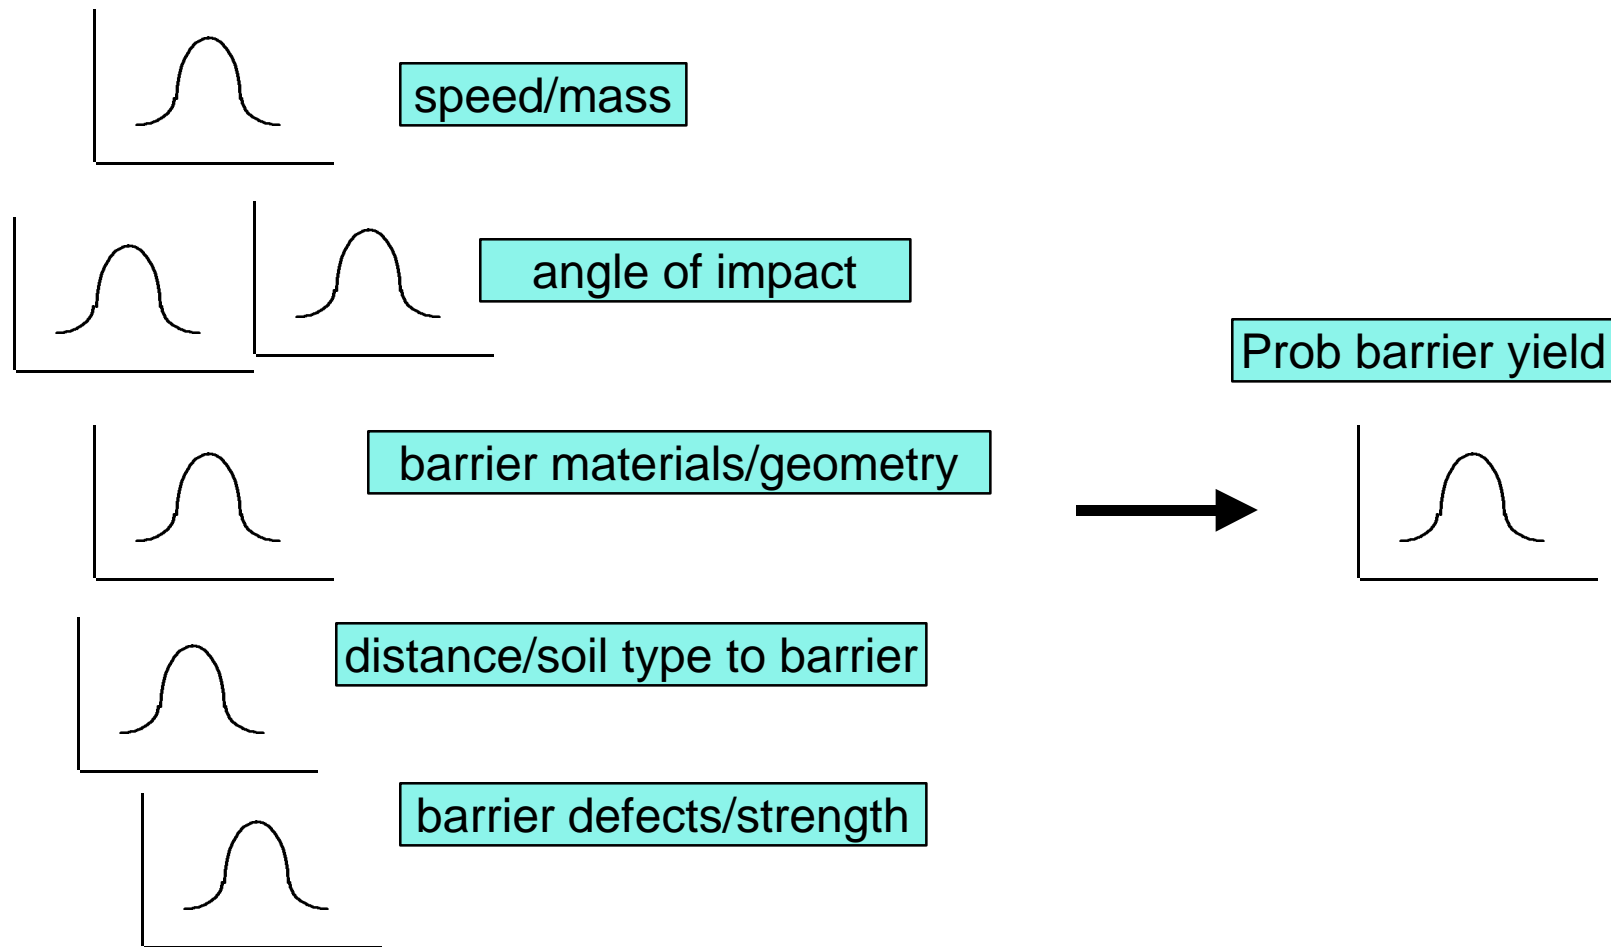 speed/mass
angle of impact
Prob barrier yield
barrier materials/geometry
distance/soil type to barrier
barrier defects/strength